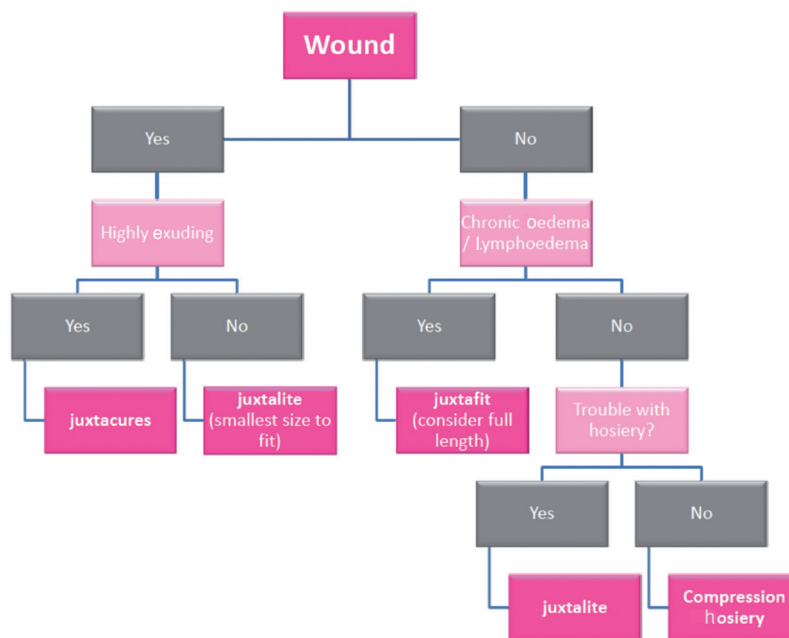 Wound
Yes
No
Highly exuding
Chronic oedema
/ Lymphoedema
Yes
No
Yes
No
juxtacures
juxtalite
(smallest size to
fit)
juxtafit
(consider full
length)
Trouble with
hosiery?
Yes
No
juxtalite
Compression
hosiery